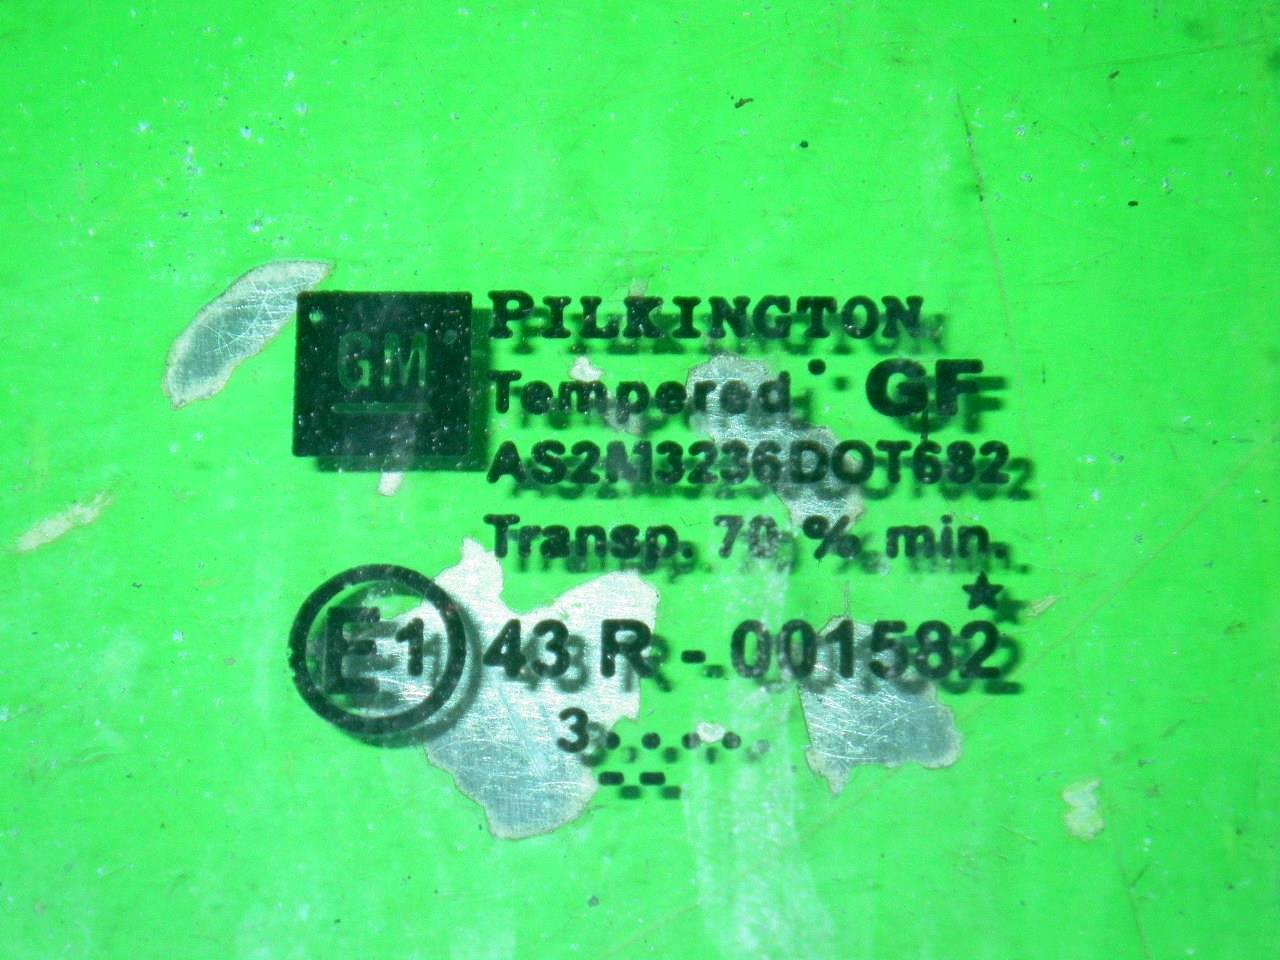 GM
PILKINGTON
Tempered GF
AS2M3236DOT682
Transp. 70 % min.
E1 43 R - 001582
3